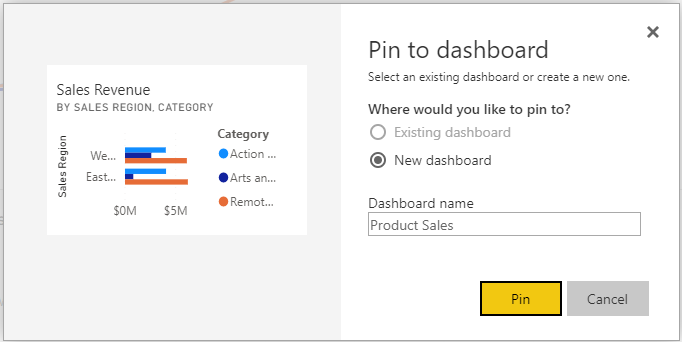 Sales Revenue
BY SALES REGION, CATEGORY
Sales Region
We...
East...
$0M
$5M
Category
Action ...
Arts an...
Remot...
Pin to dashboard
Select an existing dashboard or create a new one.
Where would you like to pin to?
Existing dashboard
New dashboard
Dashboard name
Product Sales
Pin
Cancel